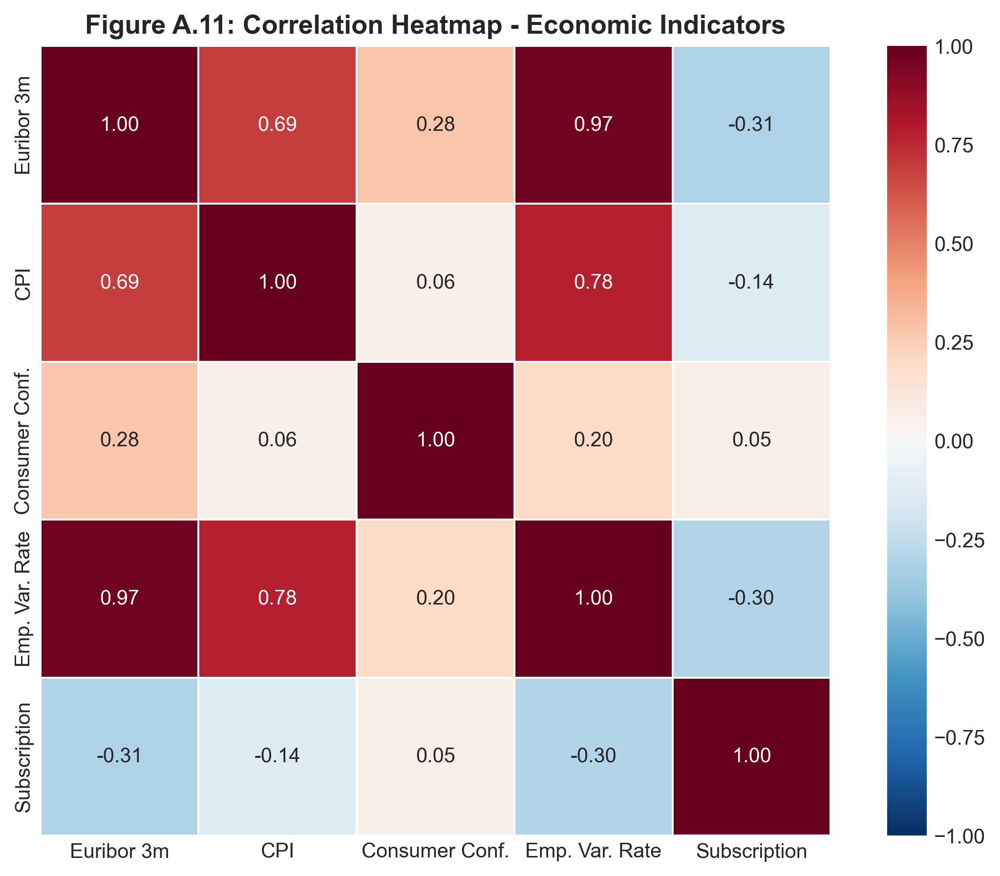 Figure A.11: Correlation Heatmap - Economic Indicators
Euribor 3m
1.00 0.69 0.28 0.97 -0.31
CPI
0.69 1.00 0.06 0.78 -0.14
Consumer Conf.
0.28 0.06 1.00 0.20 0.05
Emp. Var. Rate
0.97 0.78 0.20 1.00 -0.30
Subscription
-0.31 -0.14 0.05 -0.30 1.00
Euribor 3m CPI Consumer Conf. Emp. Var. Rate Subscription
1.00
0.75
0.50
0.25
0.00
−0.25
−0.50
−0.75
−1.00